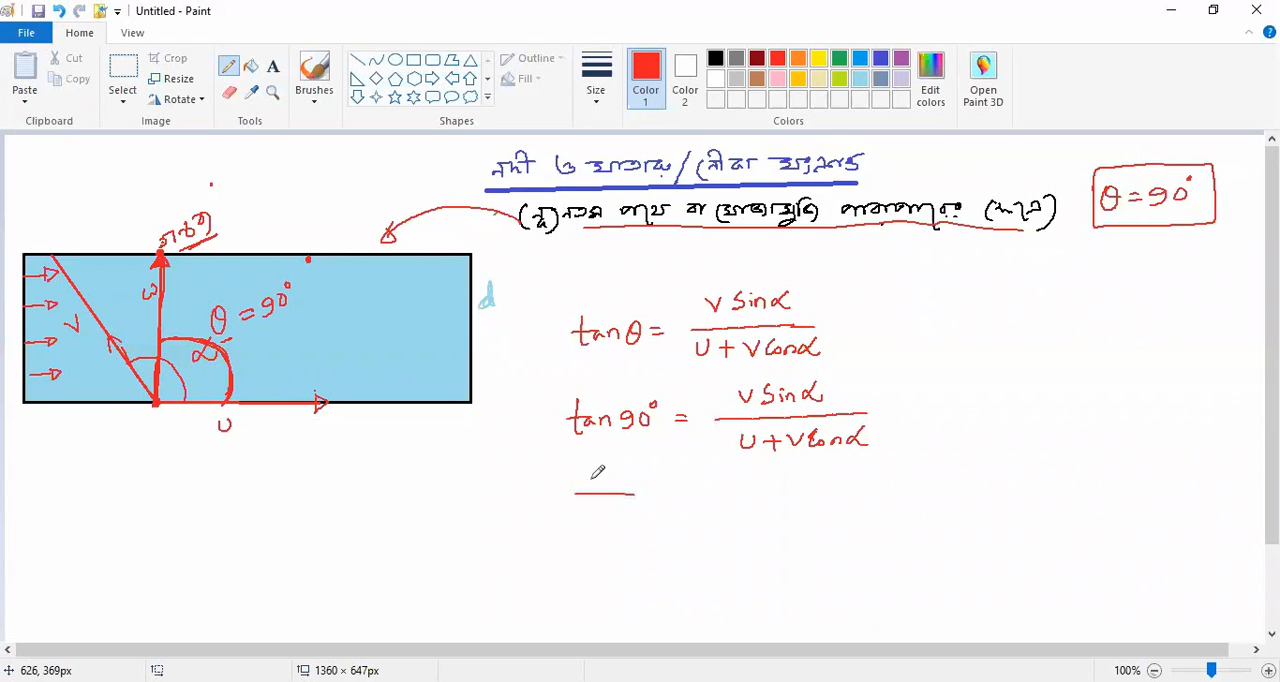 Untitled - Paint
File Home View
Paste Cut Copy Clipboard
Select Crop Resize Rotate Image
Tools
Brushes
Outline Fill Shapes
Size
Color 1 Color 2 Edit colors Colors
Open Paint 3D
নদী ও
θ = 90°
d
ω
v
θ = 90°
α
u
tanθ = v sinα / u + v cosα
tan 90° = v sinα / u + v cosα
626, 369px 1360 × 647px 100%